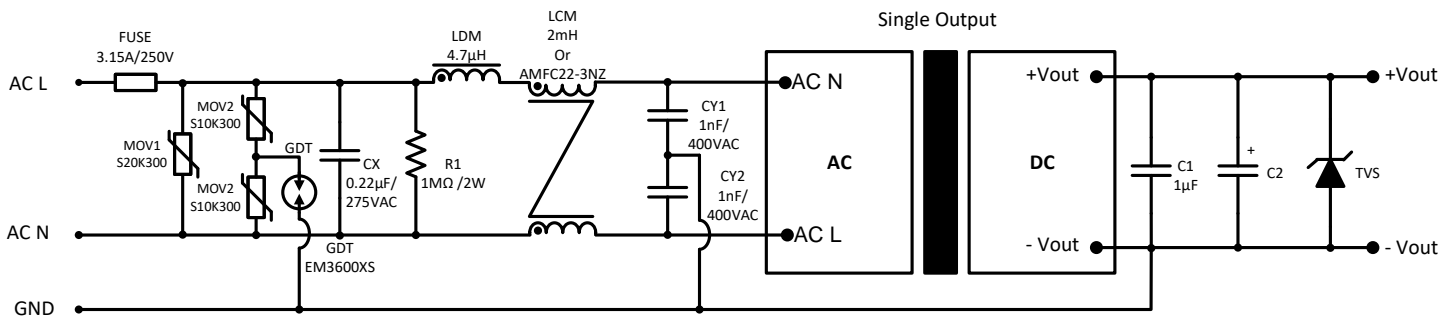 Single Output
FUSE
3.15A/250V
LDM
4.7µH
LCM
2mH
Or
AMFC22-3NZ
AC L
AC N
+Vout
+Vout
MOV2
S10K300
MOV1
S20K300
GDT
MOV2
S10K300
CX
0.22µF/
275VAC
R1
1MΩ /2W
CY1
1nF/
400VAC
CY2
1nF/
400VAC
AC
DC
C1
1µF
+
C2
TVS
AC N
GDT
EM3600XS
AC L
- Vout
- Vout
GND